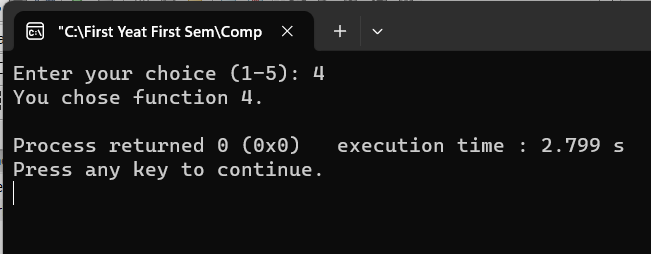 "C:\First Yeat First Sem\Comp
Enter your choice (1-5): 4
You chose function 4.
Process returned 0 (0x0)   execution time : 2.799 s
Press any key to continue.